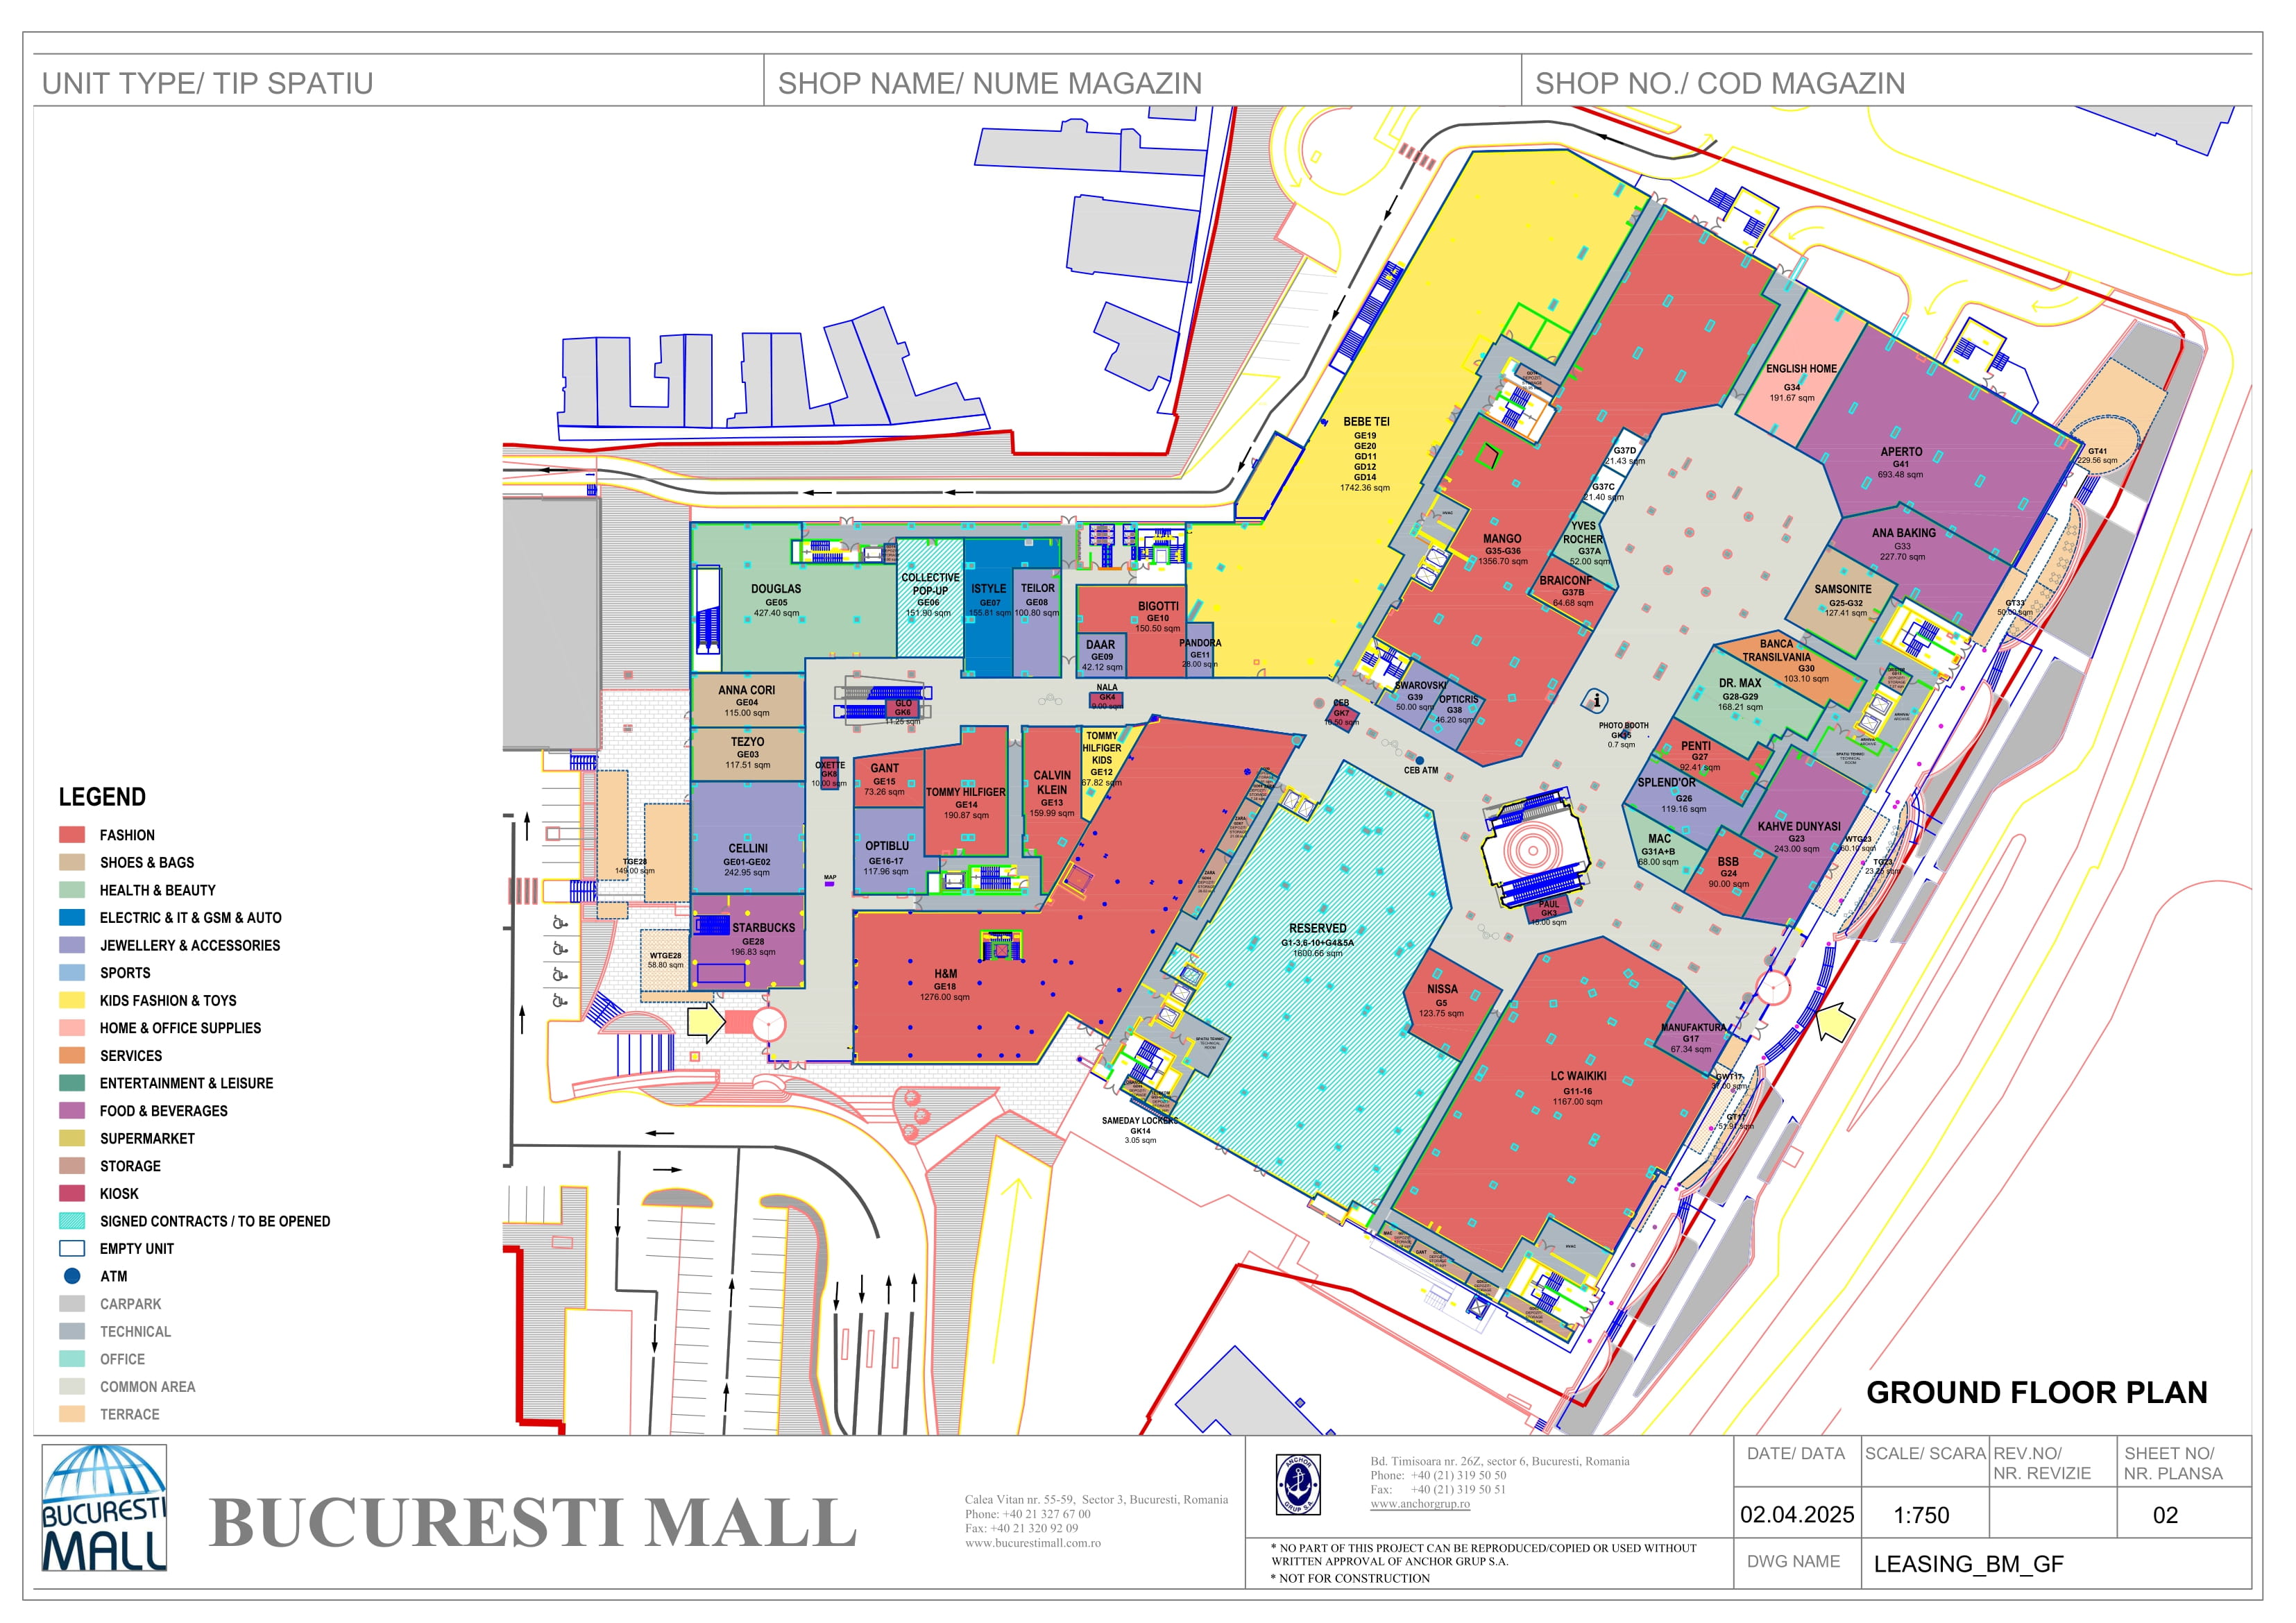 UNIT TYPE/ TIP SPATIU
SHOP NAME/ NUME MAGAZIN
SHOP NO./ COD MAGAZIN
BEBE TEI
GE19
GE20
GD11
GD12
GD14
1742.36 sqm
ENGLISH HOME
G34
191.67 sqm
APERTO
G41
693.48 sqm
GT41
229.56 sqm
G37D
21.43 sqm
G37C
21.40 sqm
YVES
ROCHER
G37A
52.00 sqm
MANGO
G35-G36
1356.70 sqm
BRAICONF
G37B
64.68 sqm
ANA BAKING
G33
227.70 sqm
GT33
SAMSONITE
G25-G32
127.41 sqm
BANCA
TRANSILVANIA
G30
103.10 sqm
DR. MAX
G28-G29
168.21 sqm
DOUGLAS
GE05
427.40 sqm
COLLECTIVE
POP-UP
GE06
151.90 sqm
ISTYLE
GE07
155.81 sqm
TEILOR
GE08
100.80 sqm
BIGOTTI
GE10
150.50 sqm
DAAR
GE09
42.12 sqm
PANDORA
GE11
28.00 sqm
ANNA CORI
GE04
115.00 sqm
GLO
GK6
11.25 sqm
NALA
GK4
9.00 sqm
CEB
GK7
10.50 sqm
SWAROVSKI
G39
50.00 sqm
OPTICRIS
G38
46.20 sqm
PHOTO BOOTH
GK15
0.7 sqm
TEZYO
GE03
117.51 sqm
OXETTE
GK8
10.00 sqm
GANT
GE15
73.26 sqm
TOMMY HILFIGER
GE14
190.87 sqm
CALVIN
KLEIN
GE13
159.99 sqm
TOMMY
HILFIGER
KIDS
GE12
67.82 sqm
CEB ATM
PENTI
G27
92.41 sqm
SPLEND'OR
G26
119.16 sqm
MAC
G31A+B
68.00 sqm
BSB
G24
90.00 sqm
KAHVE DUNYASI
G23
243.00 sqm
WTG23
60.10 sqm
TG23
SPATIU TEHNIC
TECHNICAL
ROOM
CELLINI
GE01-GE02
242.95 sqm
MAP
OPTIBLU
GE16-17
117.96 sqm
TGE28
149.00 sqm
STARBUCKS
GE28
196.83 sqm
WTGE28
58.80 sqm
H&M
GE18
1276.00 sqm
ZARA
ZARA
RESERVED
G1-3,6-10+G4&5A
1600.66 sqm
PAUL
GK3
15.00 sqm
NISSA
G5
123.75 sqm
MANUFAKTURA
G17
67.34 sqm
GWT17
37.00 sqm
GT17
51.91 sqm
LC WAIKIKI
G11-16
1167.00 sqm
SPATIU TEHNIC
TECHNICAL
ROOM
SAMEDAY LOCKERS
GK14
3.05 sqm
MAC
GANT
HVAC
HVAC
LEGEND
FASHION
SHOES & BAGS
HEALTH & BEAUTY
ELECTRIC & IT & GSM & AUTO
JEWELLERY & ACCESSORIES
SPORTS
KIDS FASHION & TOYS
HOME & OFFICE SUPPLIES
SERVICES
ENTERTAINMENT & LEISURE
FOOD & BEVERAGES
SUPERMARKET
STORAGE
KIOSK
SIGNED CONTRACTS / TO BE OPENED
EMPTY UNIT
ATM
CARPARK
TECHNICAL
OFFICE
COMMON AREA
TERRACE
GROUND FLOOR PLAN
BUCURESTI
MALL
BUCURESTI MALL
Calea Vitan nr. 55-59, Sector 3, Bucuresti, Romania
Phone: +40 21 327 67 00
Fax: +40 21 320 92 09
www.bucurestimall.com.ro
ANCHOR
GRUP S.A.
Bd. Timisoara nr. 26Z, sector 6, Bucuresti, Romania
Phone: +40 (21) 319 50 50
Fax: +40 (21) 319 50 51
www.anchorgrup.ro
* NO PART OF THIS PROJECT CAN BE REPRODUCED/COPIED OR USED WITHOUT
WRITTEN APPROVAL OF ANCHOR GRUP S.A.
* NOT FOR CONSTRUCTION
DATE/ DATA
SCALE/ SCARA
REV.NO/
NR. REVIZIE
SHEET NO/
NR. PLANSA
02.04.2025
1:750
02
DWG NAME
LEASING_BM_GF